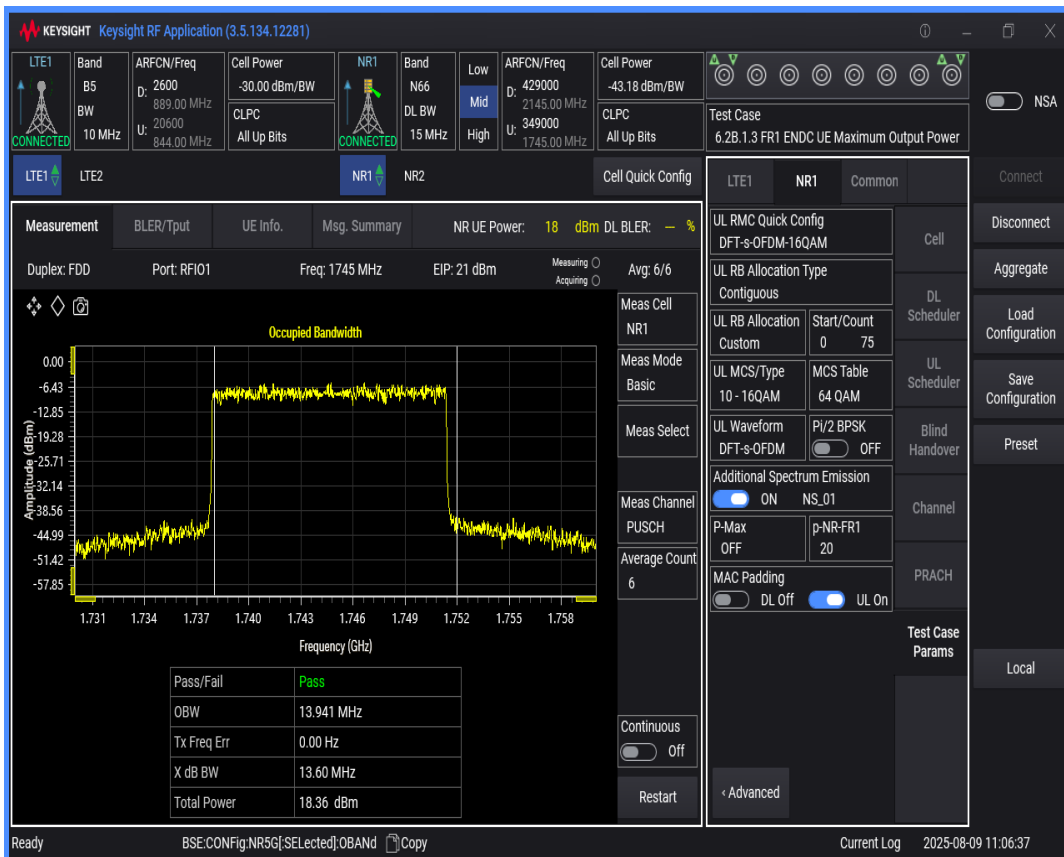 KEYSIGHT Keysight RF Application (3.5.134.12281)
LTE1
CONNECTED
Band
B5
BW
10 MHz
ARFCN/Freq
D: 2600
889.00 MHz
U: 20600
844.00 MHz
Cell Power
-30.00 dBm/BW
CLPC
All Up Bits
NR1
CONNECTED
Band
N66
DL BW
15 MHz
Low
Mid
High
ARFCN/Freq
D: 429000
2145.00 MHz
U: 349000
1745.00 MHz
Cell Power
-43.18 dBm/BW
CLPC
All Up Bits
Test Case
6.2B.1.3 FR1 ENDC UE Maximum Output Power
NSA
LTE1 LTE2 NR1 NR2 Cell Quick Config
Measurement BLER/Tput UE Info. Msg. Summary NR UE Power: 18 dBm DL BLER: — %
Duplex: FDD Port: RFIO1 Freq: 1745 MHz EIP: 21 dBm Measuring Acquiring Avg: 6/6
Occupied Bandwidth
Amplitude (dBm)
0.00
-6.43
-12.85
-19.28
-25.71
-32.14
-38.56
-44.99
-51.42
-57.85
1.731 1.734 1.737 1.740 1.743 1.746 1.749 1.752 1.755 1.758
Frequency (GHz)
Pass/Fail Pass
OBW 13.941 MHz
Tx Freq Err 0.00 Hz
X dB BW 13.60 MHz
Total Power 18.36 dBm
Meas Cell
NR1
Meas Mode
Basic
Meas Select
Meas Channel
PUSCH
Average Count
6
Continuous
Off
Restart
LTE1 NR1 Common
UL RMC Quick Config
DFT-s-OFDM-16QAM
UL RB Allocation Type
Contiguous
UL RB Allocation Start/Count
Custom 0 75
UL MCS/Type MCS Table
10 - 16QAM 64 QAM
UL Waveform Pi/2 BPSK
DFT-s-OFDM OFF
Additional Spectrum Emission
ON NS_01
P-Max p-NR-FR1
OFF 20
MAC Padding
DL Off UL On
‹ Advanced
Cell
DL
Scheduler
UL
Scheduler
Blind
Handover
Channel
PRACH
Test Case
Params
Connect
Disconnect
Aggregate
Load
Configuration
Save
Configuration
Preset
Local
Ready BSE:CONFig:NR5G[:SELected]:OBANd Copy Current Log 2025-08-09 11:06:37